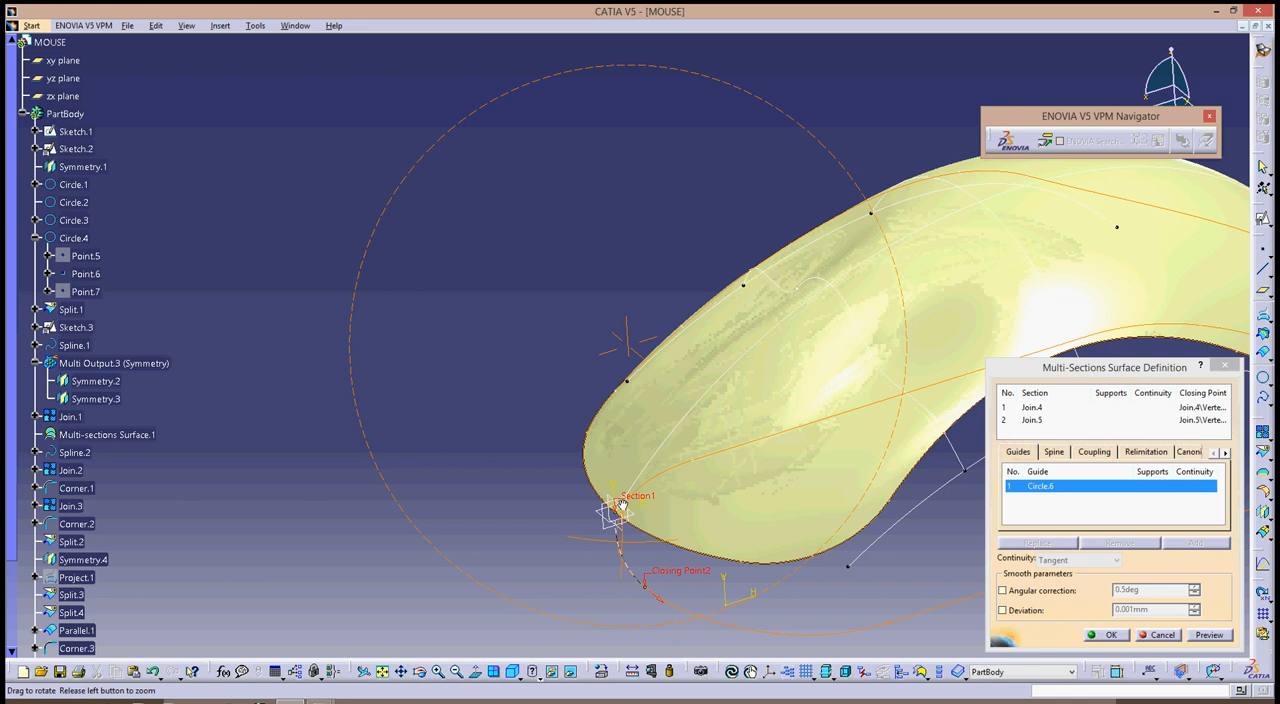 CATIA V5 - [MOUSE]
Start ENOVIA V5 VPM File Edit View Insert Tools Window Help
MOUSE
xy plane
yz plane
zx plane
PartBody
Sketch.1
Sketch.2
Symmetry.1
Circle.1
Circle.2
Circle.3
Circle.4
Point.5
Point.6
Point.7
Split.1
Sketch.3
Spline.1
Multi Output.3 (Symmetry)
Symmetry.2
Symmetry.3
Join.1
Multi-sections Surface.1
Spline.2
Join.2
Corner.1
Join.3
Corner.2
Split.2
Symmetry.4
Project.1
Split.3
Split.4
Parallel.1
Corner.3
Section1
Closing Point2
Y
H
ENOVIA V5 VPM Navigator
ENOVIA
ENOVIA Search...
Multi-Sections Surface Definition
No. Section Supports Continuity Closing Point
1 Join.4 Join.4\Verte...
2 Join.5 Join.5\Verte...
Guides Spine Coupling Relimitation Canoni
No. Guide Supports Continuity
1 Circle.6
Replace Remove Add
Continuity: Tangent
Smooth parameters
Angular correction: 0.5deg
Deviation: 0.001mm
OK Cancel Preview
f(x)
PartBody
CATIA
Drag to rotate Release left button to zoom